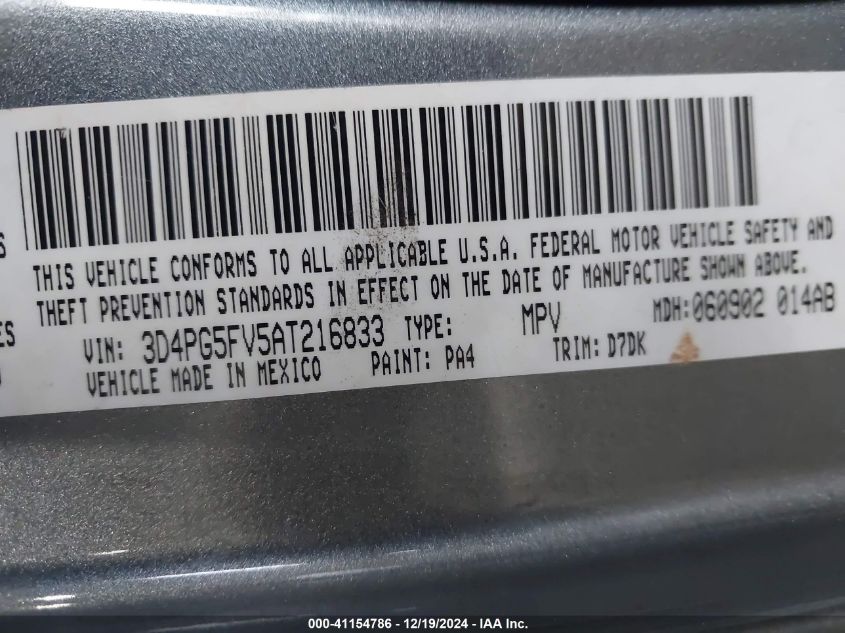 THIS VEHICLE CONFORMS TO ALL APPLICABLE U.S.A. FEDERAL MOTOR VEHICLE SAFETY AND
THEFT PREVENTION STANDARDS IN EFFECT ON THE DATE OF MANUFACTURE SHOWN ABOVE.
VIN: 3D4PG5FV5AT216833 TYPE: MPV MDH:060902 014AB
VEHICLE MADE IN MEXICO PAINT: PA4 TRIM: D7DK
000-41154786 - 12/19/2024 - IAA Inc.